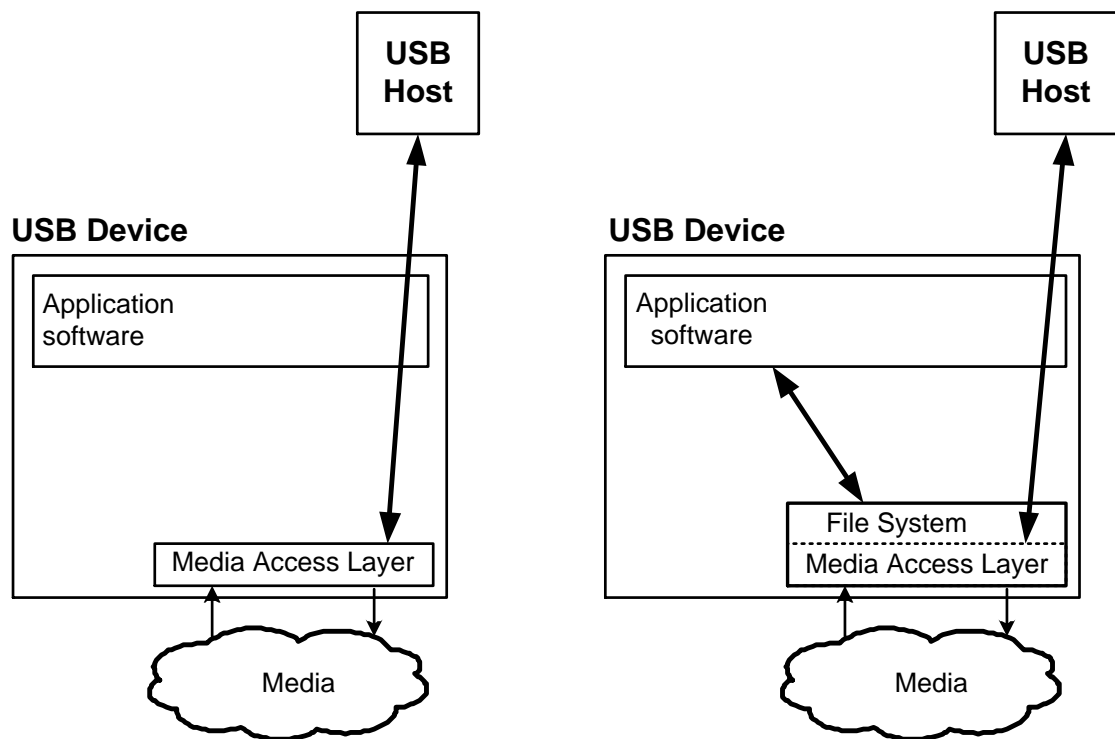 USB
Host
USB Device
Application
software
Media Access Layer
Media
USB
Host
USB Device
Application
software
File System
Media Access Layer
Media